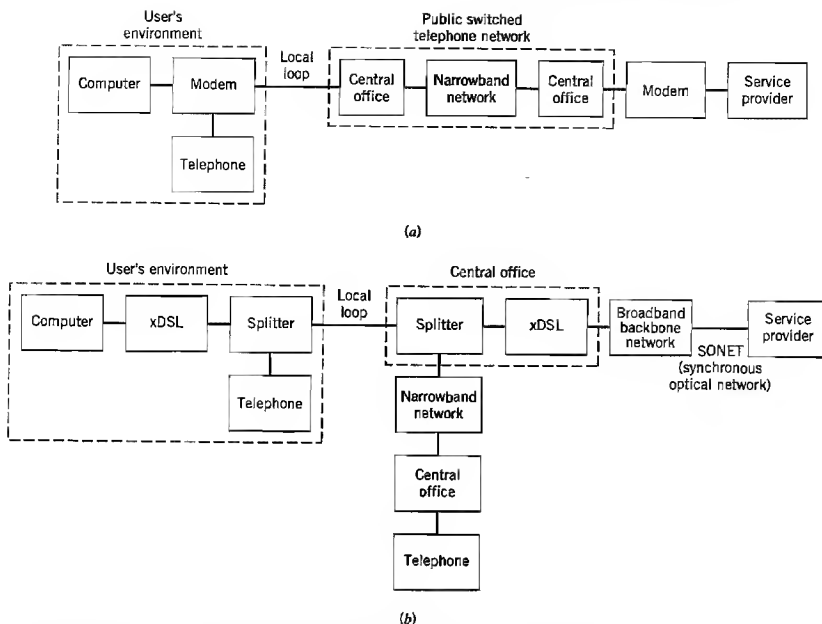 User's
environment
Public switched
telephone network
Local
loop
Computer
Modem
Central
office
Narrowband
network
Central
office
Modem
Service
provider
Telephone
(a)
User's environment
Central office
Local
loop
Computer
xDSL
Splitter
Splitter
xDSL
Broadband
backbone
network
Service
provider
SONET
(synchronous
optical network)
Telephone
Narrowband
network
Central
office
Telephone
(b)